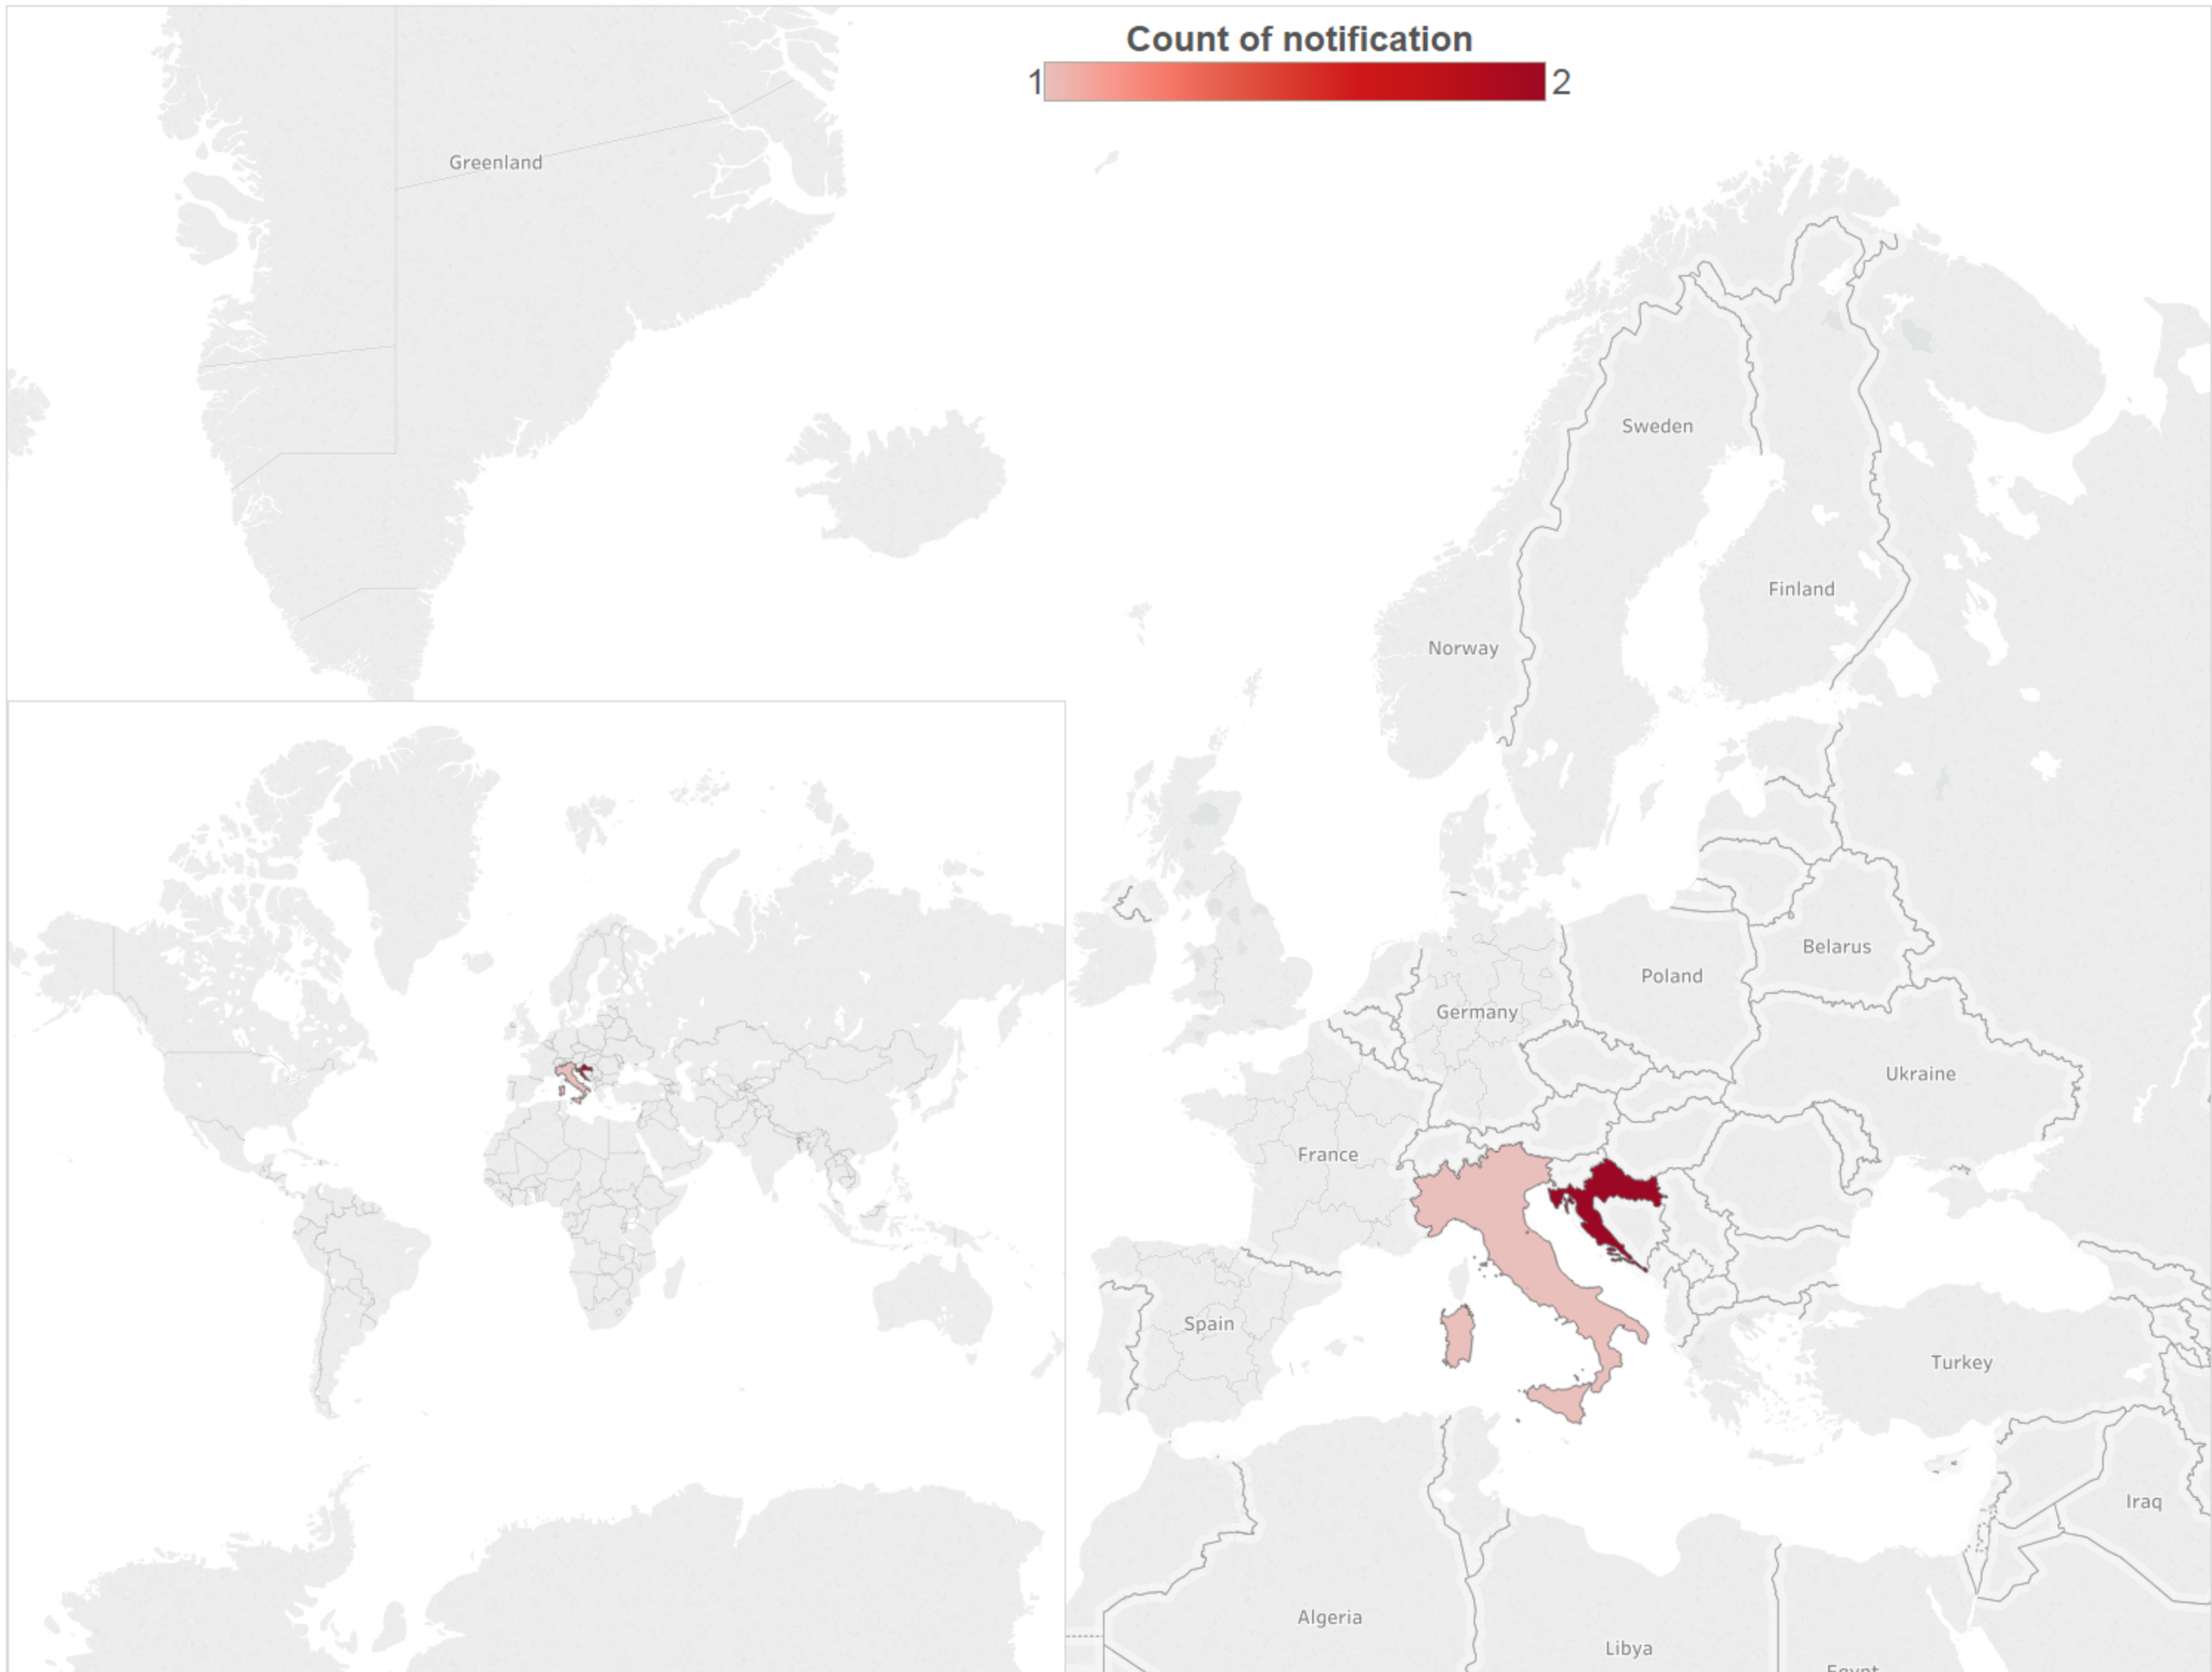 Count of notification
1 2
Greenland
Sweden
Finland
Norway
Belarus
Poland
Germany
Ukraine
France
Spain
Turkey
Iraq
Algeria
Libya
Egypt